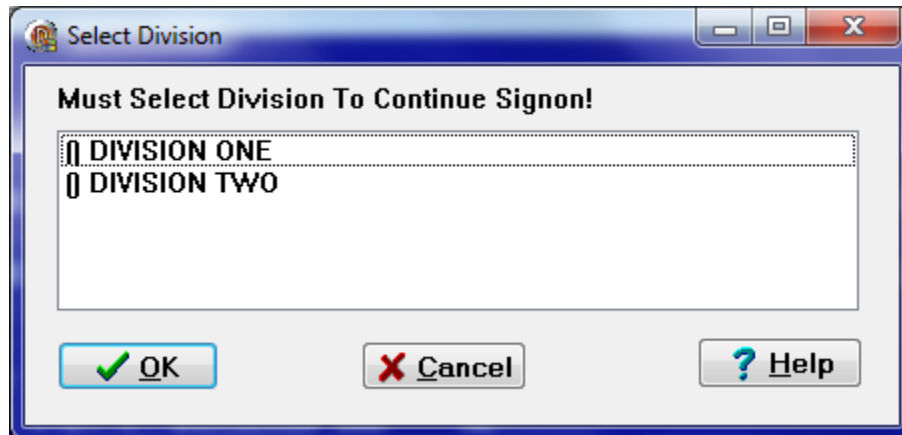 Select Division
Must Select Division To Continue Signon!
() DIVISION ONE
() DIVISION TWO
OK
Cancel
? Help